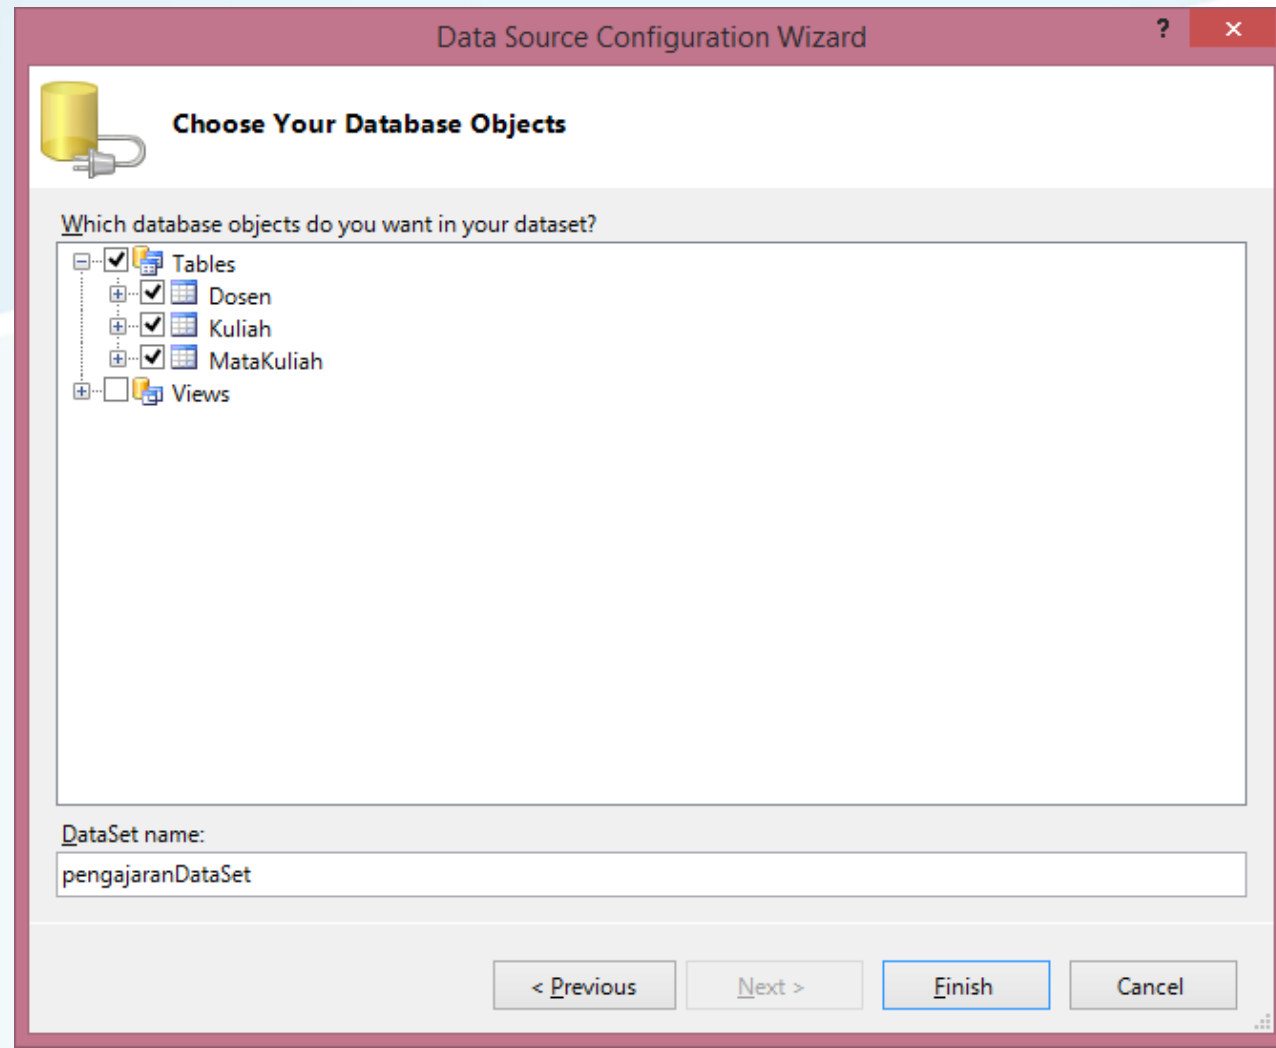 Data Source Configuration Wizard
?
Choose Your Database Objects
Which database objects do you want in your dataset?
Tables
Dosen
Kuliah
MataKuliah
Views
DataSet name:
pengajaranDataSet
< Previous
Next >
Finish
Cancel